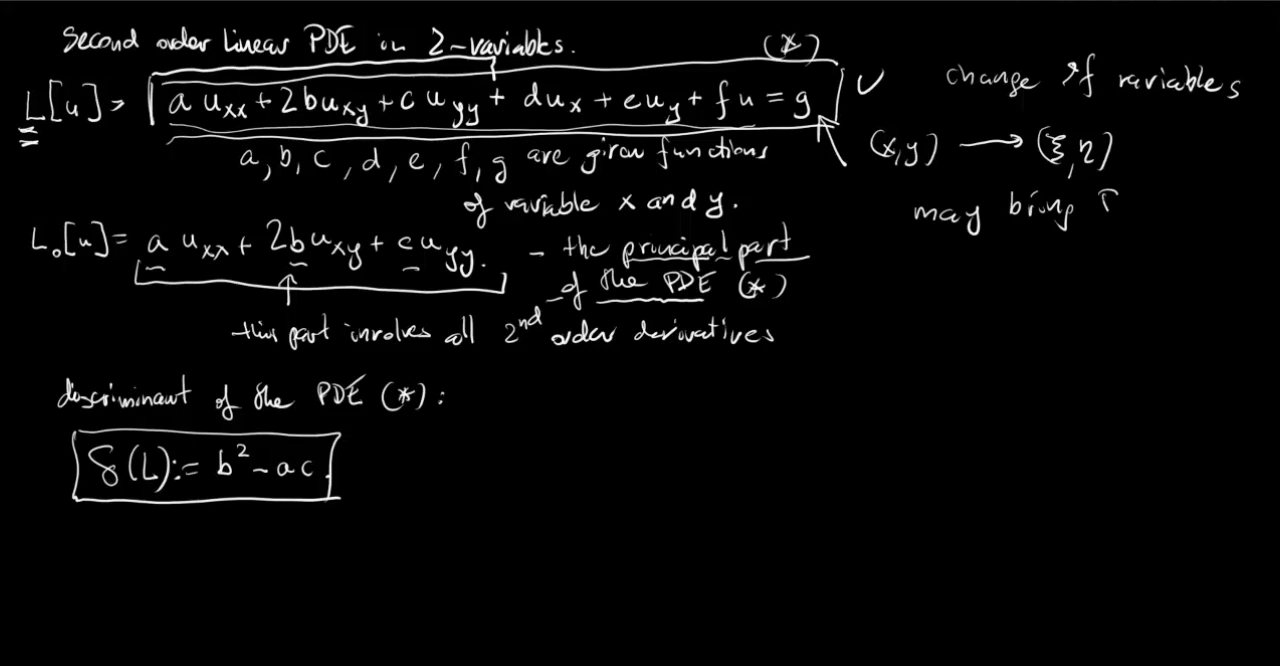 Second order linear PDE in 2-variables.
(*)
L[u] = a u_xx + 2b u_xy + c u_yy + d u_x + e u_y + f u = g
a, b, c, d, e, f, g are given functions
of variable x and y.
L₀[u] = a u_xx + 2b u_xy + c u_yy. - the principal part
of the PDE (*)
this part involves all 2nd order derivatives
discriminant of the PDE (*):
δ(L) := b² - ac.
change of variables
(x,y) → (ξ,η)
may bring